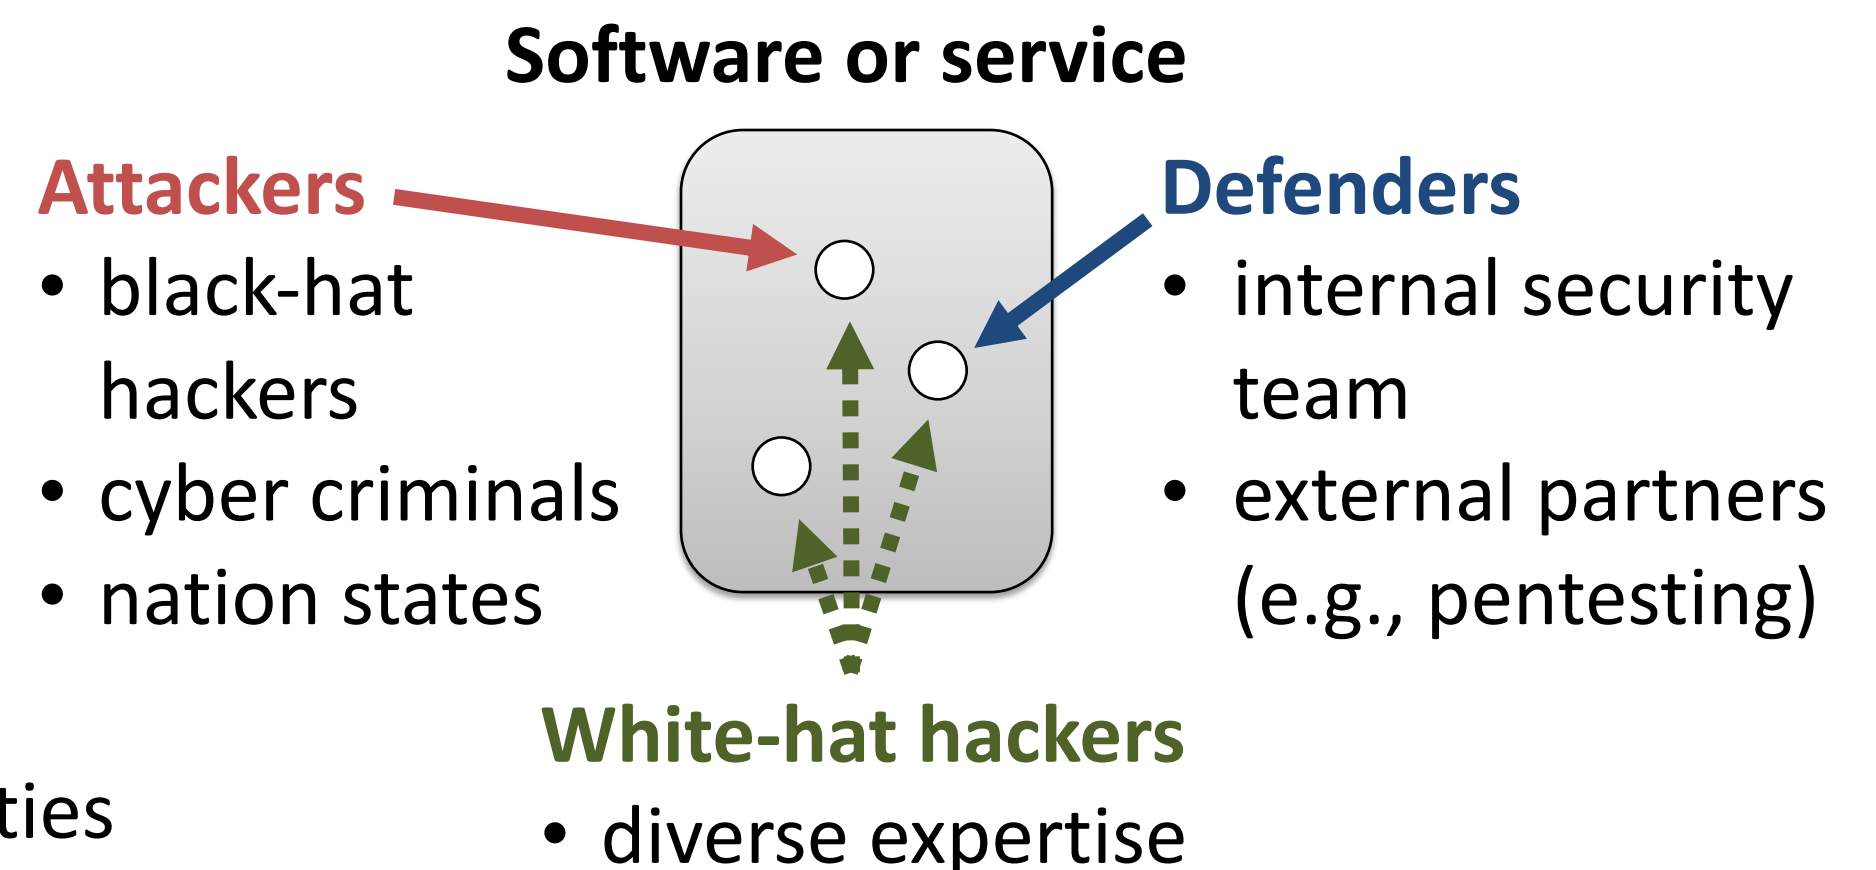 Software or service
Attackers
• black-hat
hackers
• cyber criminals
• nation states
Defenders
• internal security
team
• external partners
(e.g., pentesting)
White-hat hackers
• diverse expertise
ties